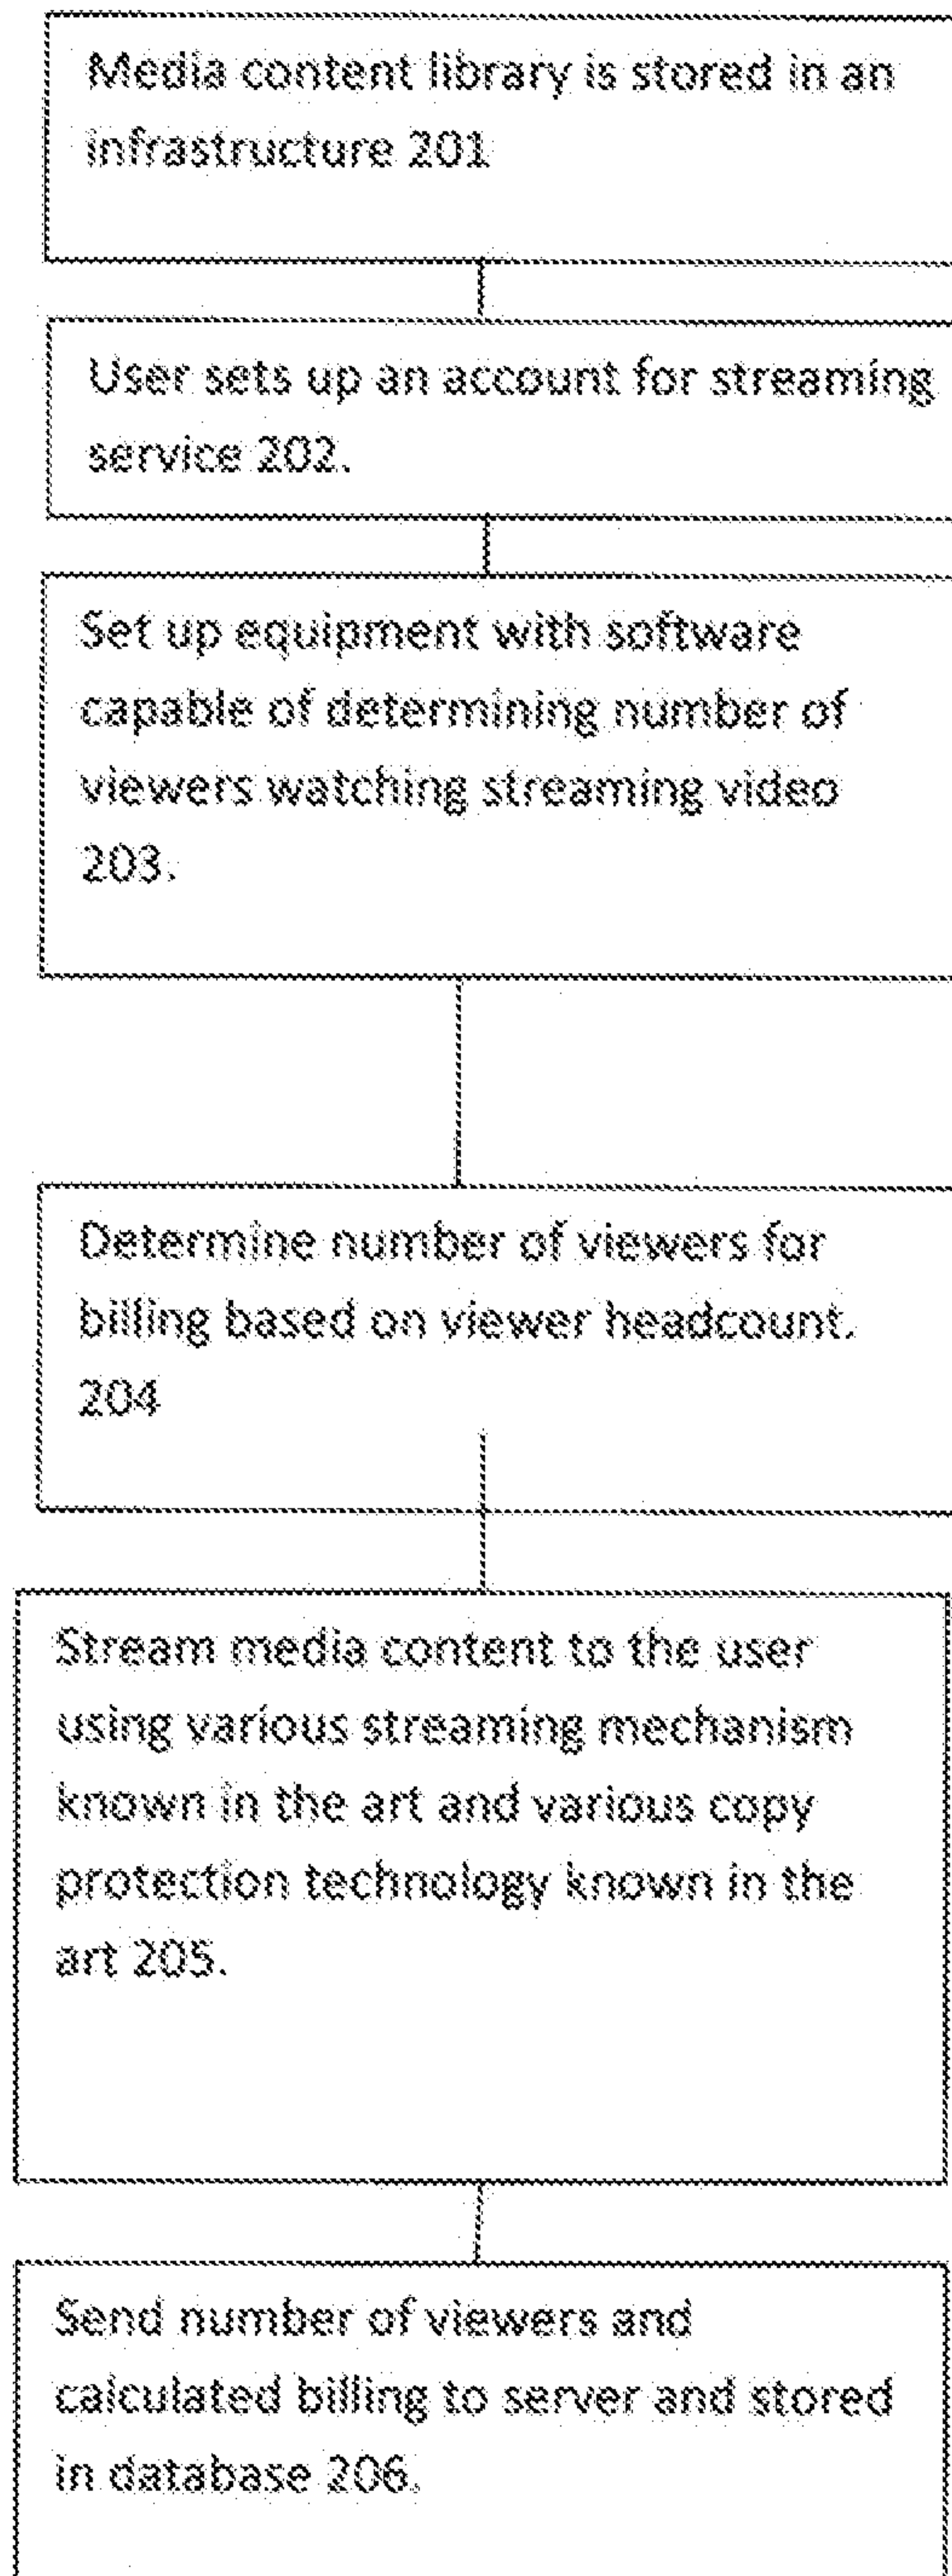 Media content library is stored in an
infrastructure 201
User sets up an account for streaming
service 202.
Set up equipment with software
capable of determining number of
viewers watching streaming video
203.
Determine number of viewers for
billing based on viewer headcount.
204
Stream media content to the user
using various streaming mechanism
known in the art and various copy
protection technology known in the
art 205.
Send number of viewers and
calculated billing to server and stored
in database 206.